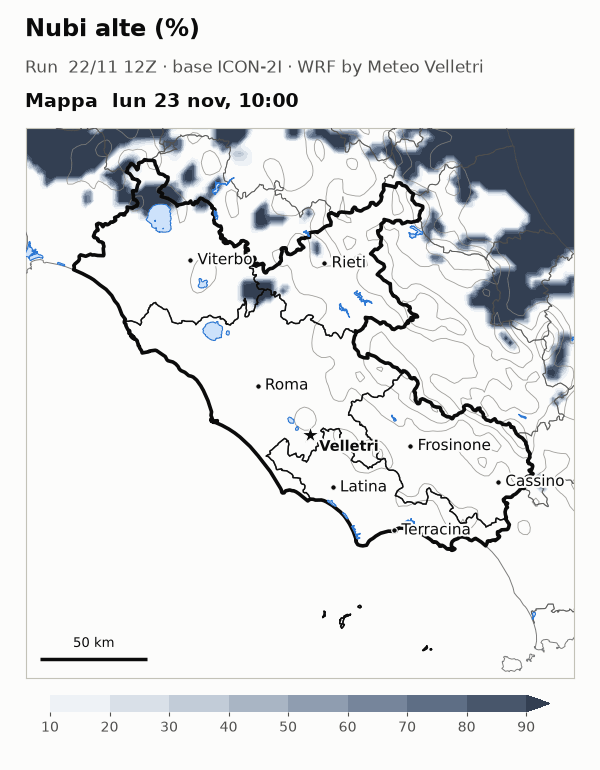 Nubi alte (%)
Run  22/11 12Z · base ICON-2I · WRF by Meteo Velletri
Mappa  lun 23 nov, 10:00
Viterbo
Rieti
Roma
Velletri
Frosinone
Latina
Cassino
Terracina
50 km
10 20 30 40 50 60 70 80 90